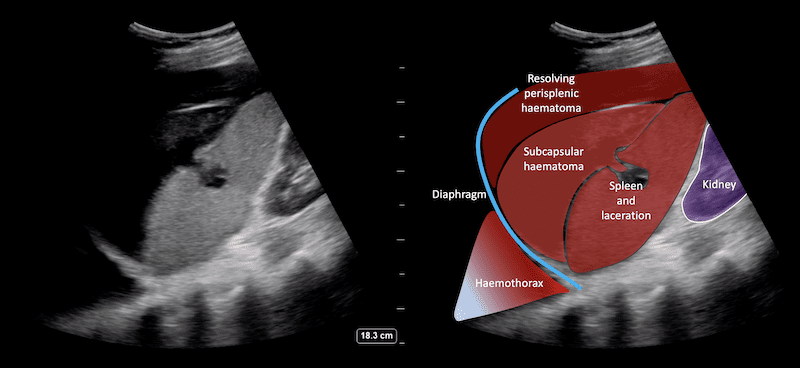 Resolving
perisplenic
haematoma
Subcapsular
haematoma
Diaphragm
Spleen
and
laceration
Kidney
Haemothorax
18.3 cm